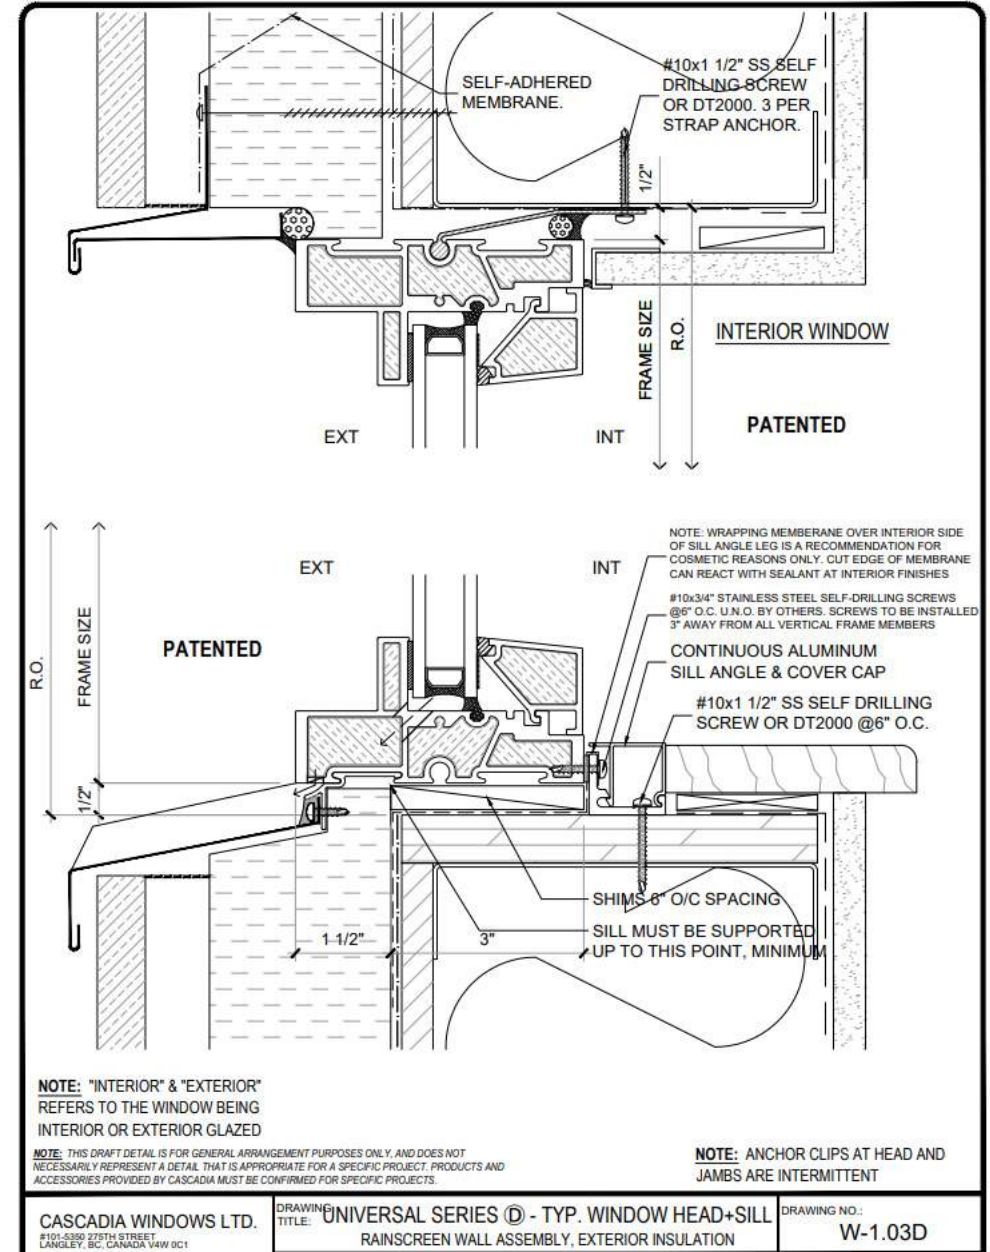 SELF-ADHERED
MEMBRANE.
#10x1 1/2" SS SELF
DRILLING SCREW
OR DT2000. 3 PER
STRAP ANCHOR.
1/2"
FRAME SIZE
R.O.
INTERIOR WINDOW
PATENTED
EXT
INT
EXT
INT
NOTE: WRAPPING MEMBERANE OVER INTERIOR SIDE
OF SILL ANGLE LEG IS A RECOMMENDATION FOR
COSMETIC REASONS ONLY. CUT EDGE OF MEMBRANE
CAN REACT WITH SEALANT AT INTERIOR FINISHES
#10x3/4" STAINLESS STEEL SELF-DRILLING SCREWS
@6" O.C. U.N.O. BY OTHERS. SCREWS TO BE INSTALLED
3" AWAY FROM ALL VERTICAL FRAME MEMBERS
CONTINUOUS ALUMINUM
SILL ANGLE & COVER CAP
#10x1 1/2" SS SELF DRILLING
SCREW OR DT2000 @6" O.C.
R.O.
FRAME SIZE
PATENTED
1/2"
SHIMS 6" O/C SPACING
SILL MUST BE SUPPORTED
UP TO THIS POINT, MINIMUM
1 1/2"
3"
NOTE: "INTERIOR" & "EXTERIOR"
REFERS TO THE WINDOW BEING
INTERIOR OR EXTERIOR GLAZED
NOTE: THIS DRAFT DETAIL IS FOR GENERAL ARRANGEMENT PURPOSES ONLY, AND DOES NOT
NECESSARILY REPRESENT A DETAIL THAT IS APPROPRIATE FOR A SPECIFIC PROJECT. PRODUCTS AND
ACCESSORIES PROVIDED BY CASCADIA MUST BE CONFIRMED FOR SPECIFIC PROJECTS.
NOTE: ANCHOR CLIPS AT HEAD AND
JAMBS ARE INTERMITTENT
CASCADIA WINDOWS LTD.
#101-5350 275TH STREET
LANGLEY, BC, CANADA V4W 0C1
DRAWING
TITLE:
UNIVERSAL SERIES Ⓓ - TYP. WINDOW HEAD+SILL
RAINSCREEN WALL ASSEMBLY, EXTERIOR INSULATION
DRAWING NO.:
W-1.03D